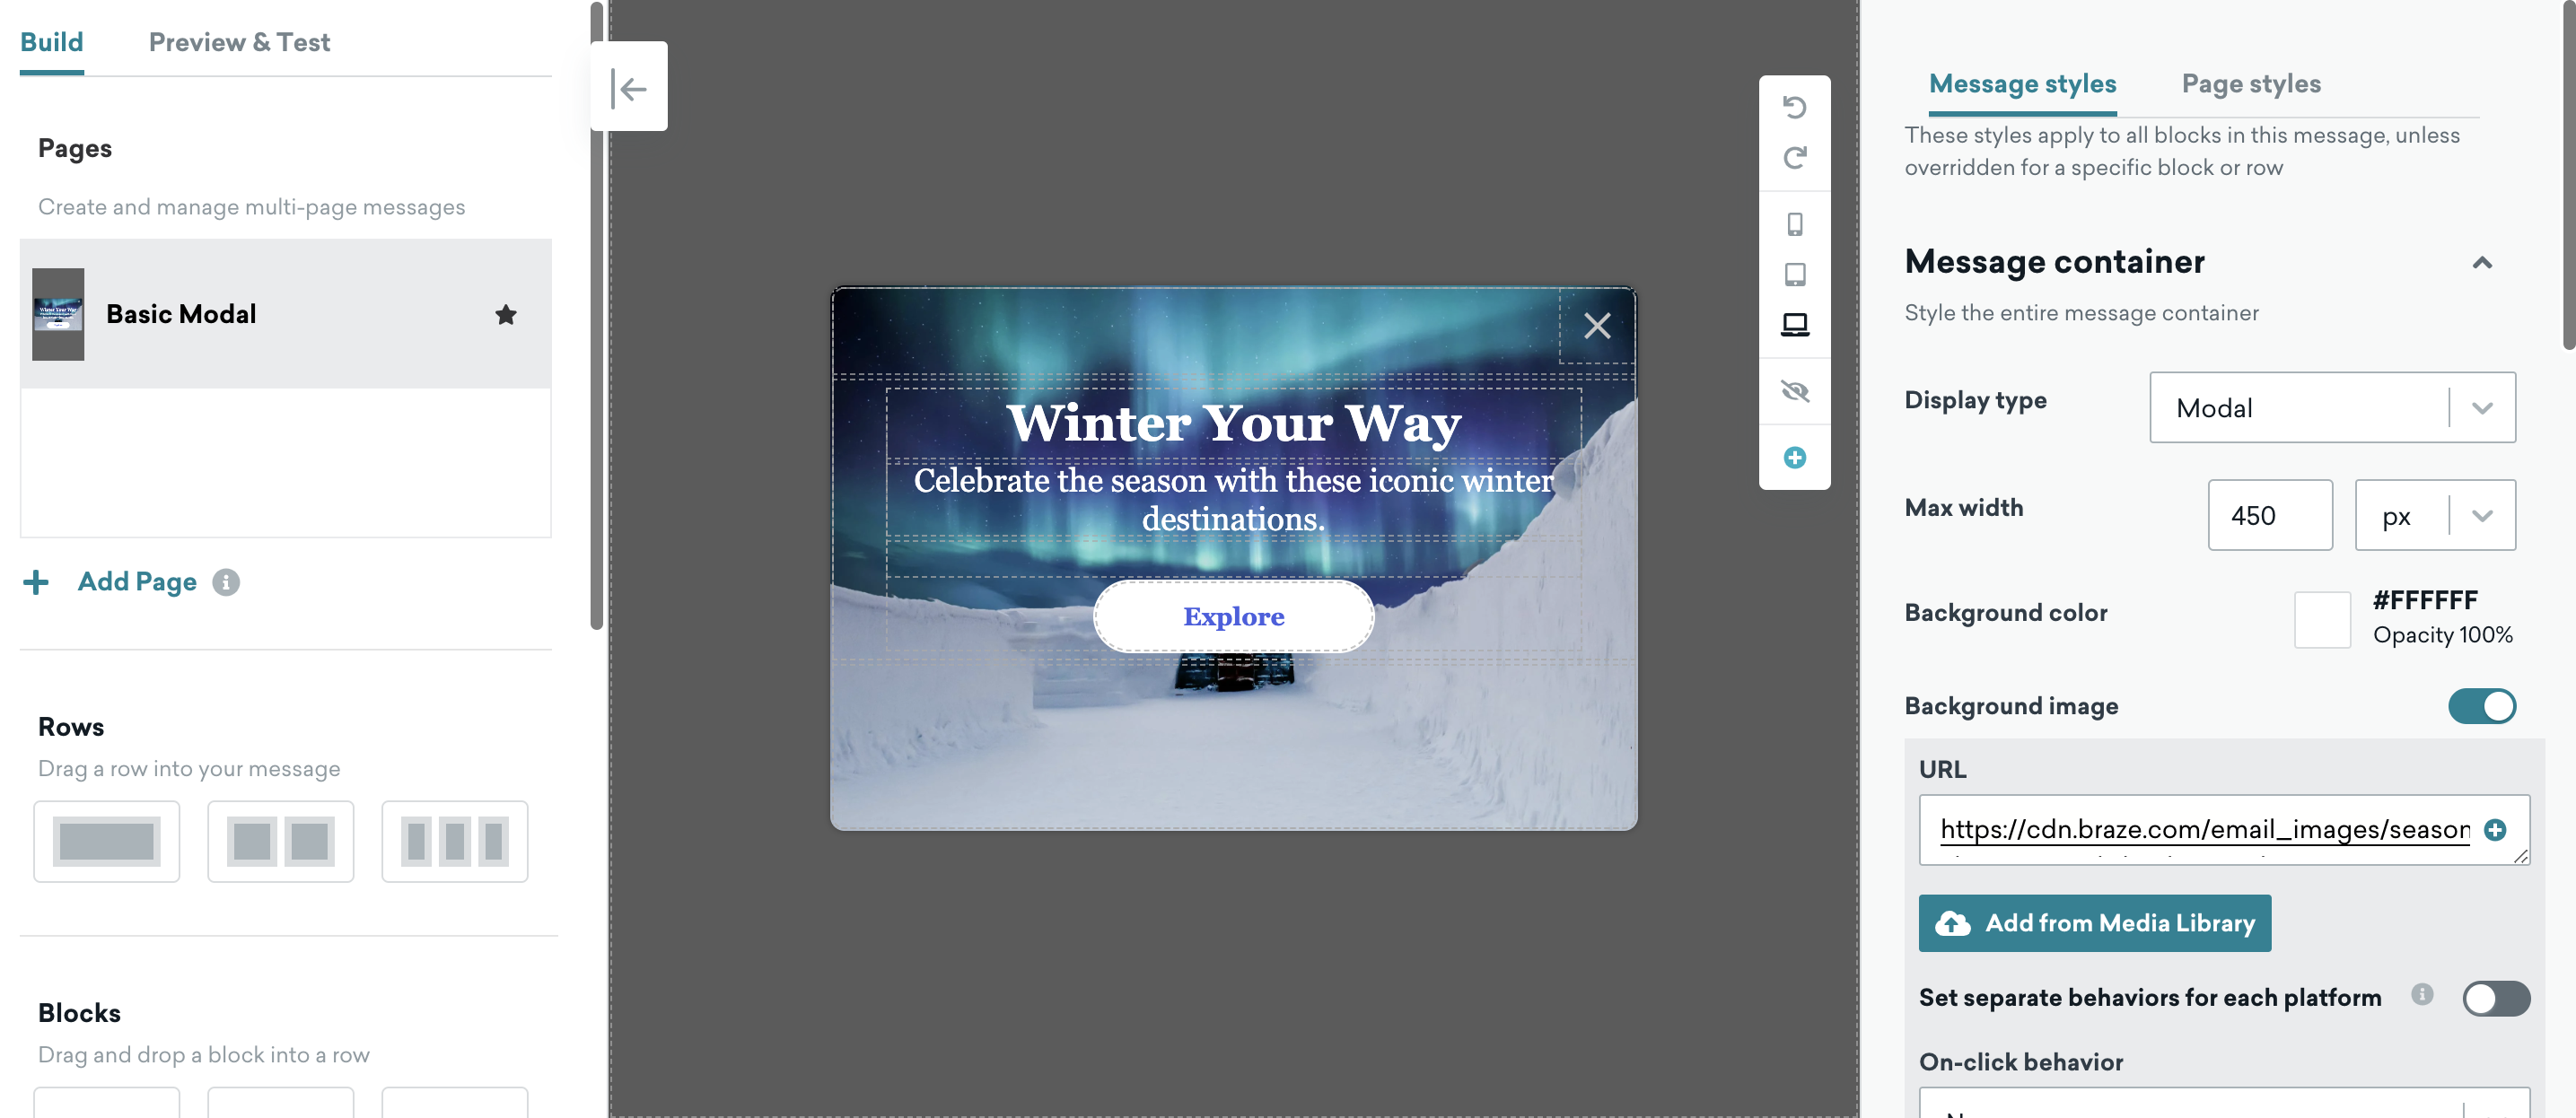 Build
Preview & Test
Pages
Create and manage multi-page messages
Basic Modal
Add Page
Rows
Drag a row into your message
Blocks
Drag and drop a block into a row
Winter Your Way
Celebrate the season with these iconic winter
destinations.
Explore
Message styles
Page styles
These styles apply to all blocks in this message, unless
overridden for a specific block or row
Message container
Style the entire message container
Display type
Modal
Max width
450
px
Background color
#FFFFFF
Opacity 100%
Background image
URL
https://cdn.braze.com/email_images/season
Add from Media Library
Set separate behaviors for each platform
On-click behavior